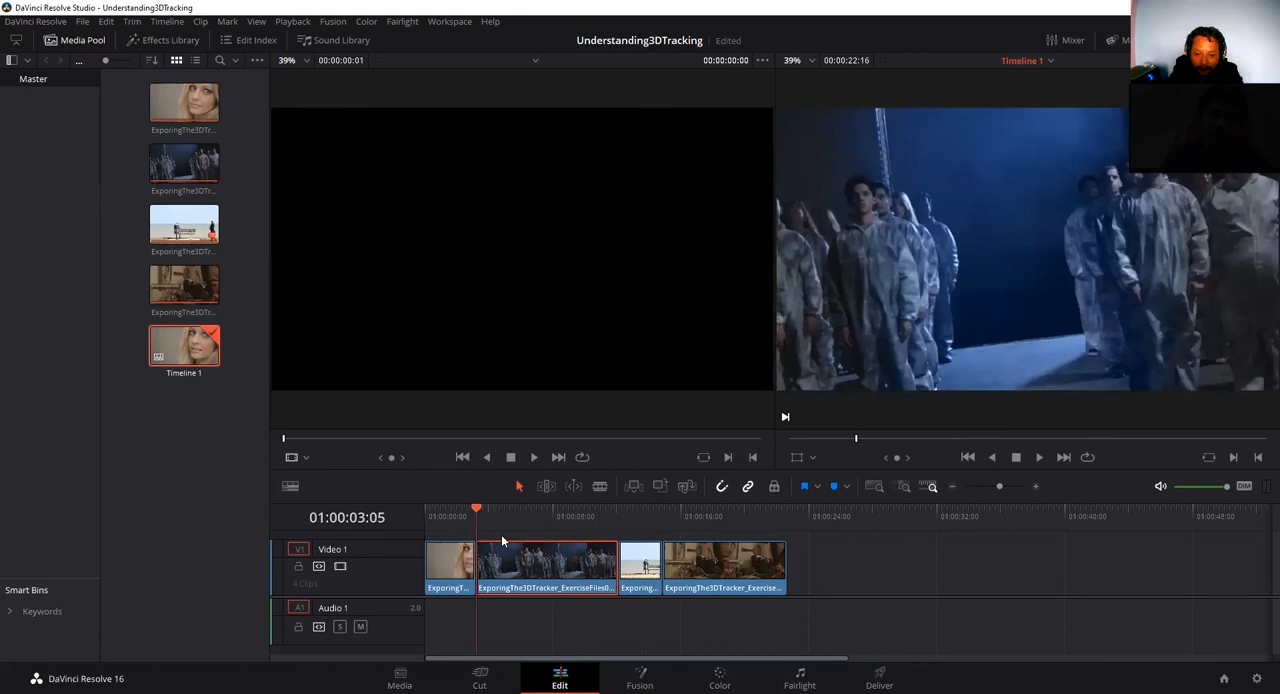 DaVinci Resolve Studio - Understanding3DTracking
DaVinci Resolve File Edit Trim Timeline Clip Mark View Playback Fusion Color Fairlight Workspace Help
Media Pool Effects Library Edit Index Sound Library Understanding3DTracking Edited Mixer
... 39% 00:00:00:01 00:00:00:00 39% 00:00:22:16 Timeline 1
Master
ExporingThe3DTr...
ExporingThe3DTr...
ExporingThe3DTr...
ExporingThe3DTr...
Timeline 1
DIM
01:00:03:05 01:00:00:00 01:00:08:00 01:00:16:00 01:00:24:00 01:00:32:00 01:00:40:00 01:00:48:00
V1 Video 1
4 Clips
ExporingT... ExporingThe3DTracker_ExerciseFiles0... Exporing... ExporingThe3DTracker_Exercise...
Smart Bins
A1 Audio 1 2.0
Keywords
S M
DaVinci Resolve 16 Media Cut Edit Fusion Color Fairlight Deliver